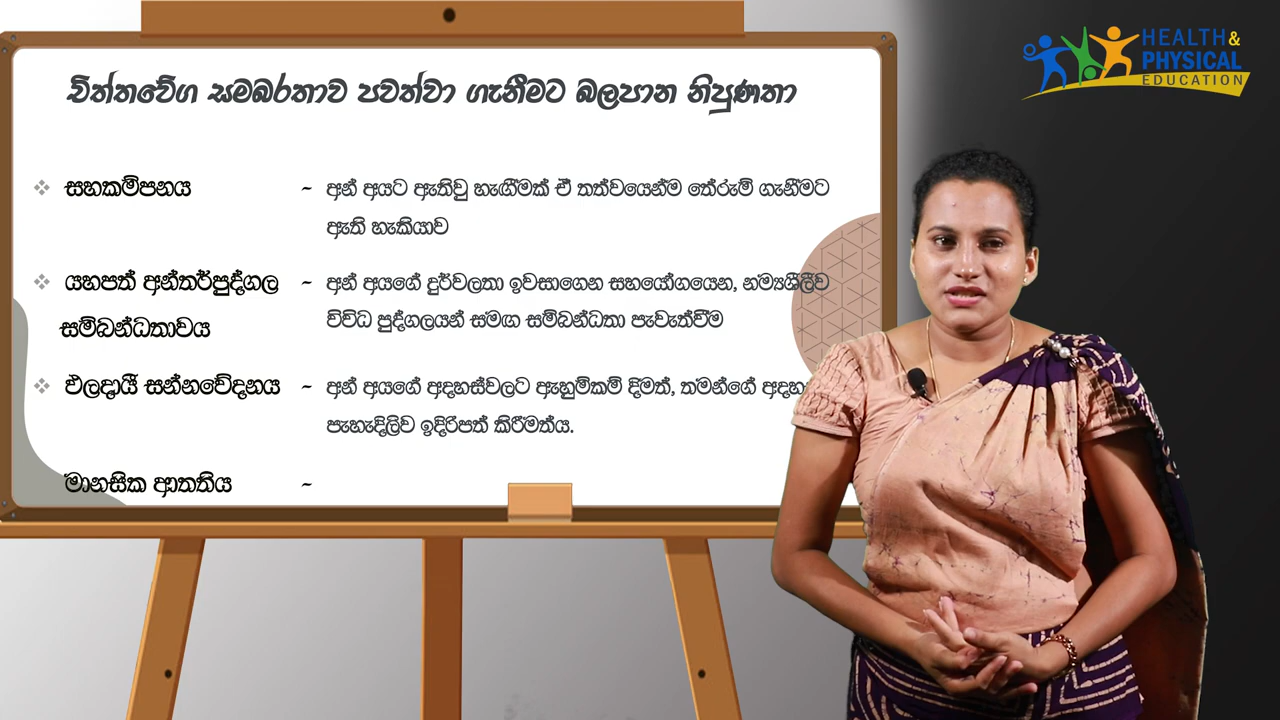 චිත්තවේග සමබරතාව පවත්වා ගැනීමට බලපාන නිපුණතා
සහකම්පනය ~ අන් අයට ඇතිවු හැඟීමක් ඒ තත්වයෙන්ම තේරුම් ගැනීමට
ඇති හැකියාව
යහපත් අන්තර්පුද්ගල ~ අන් අයගේ දුර්වලතා ඉවසාගෙන සහයෝගයෙන, නම්‍යශීලීව
සම්බන්ධතාවය විවිධ පුද්ගලයන් සමඟ සම්බන්ධතා පැවැත්වීම
ඵලදායී සන්නවේදනය ~ අන් අයගේ අදහස්වලට ඇහුම්කම් දිමත්, තමන්ගේ
පැහැදිලිව ඉදිරිපත් කිරීමත්ය.
මානසික ආතතිය ~
HEALTH &
PHYSICAL
EDUCATION